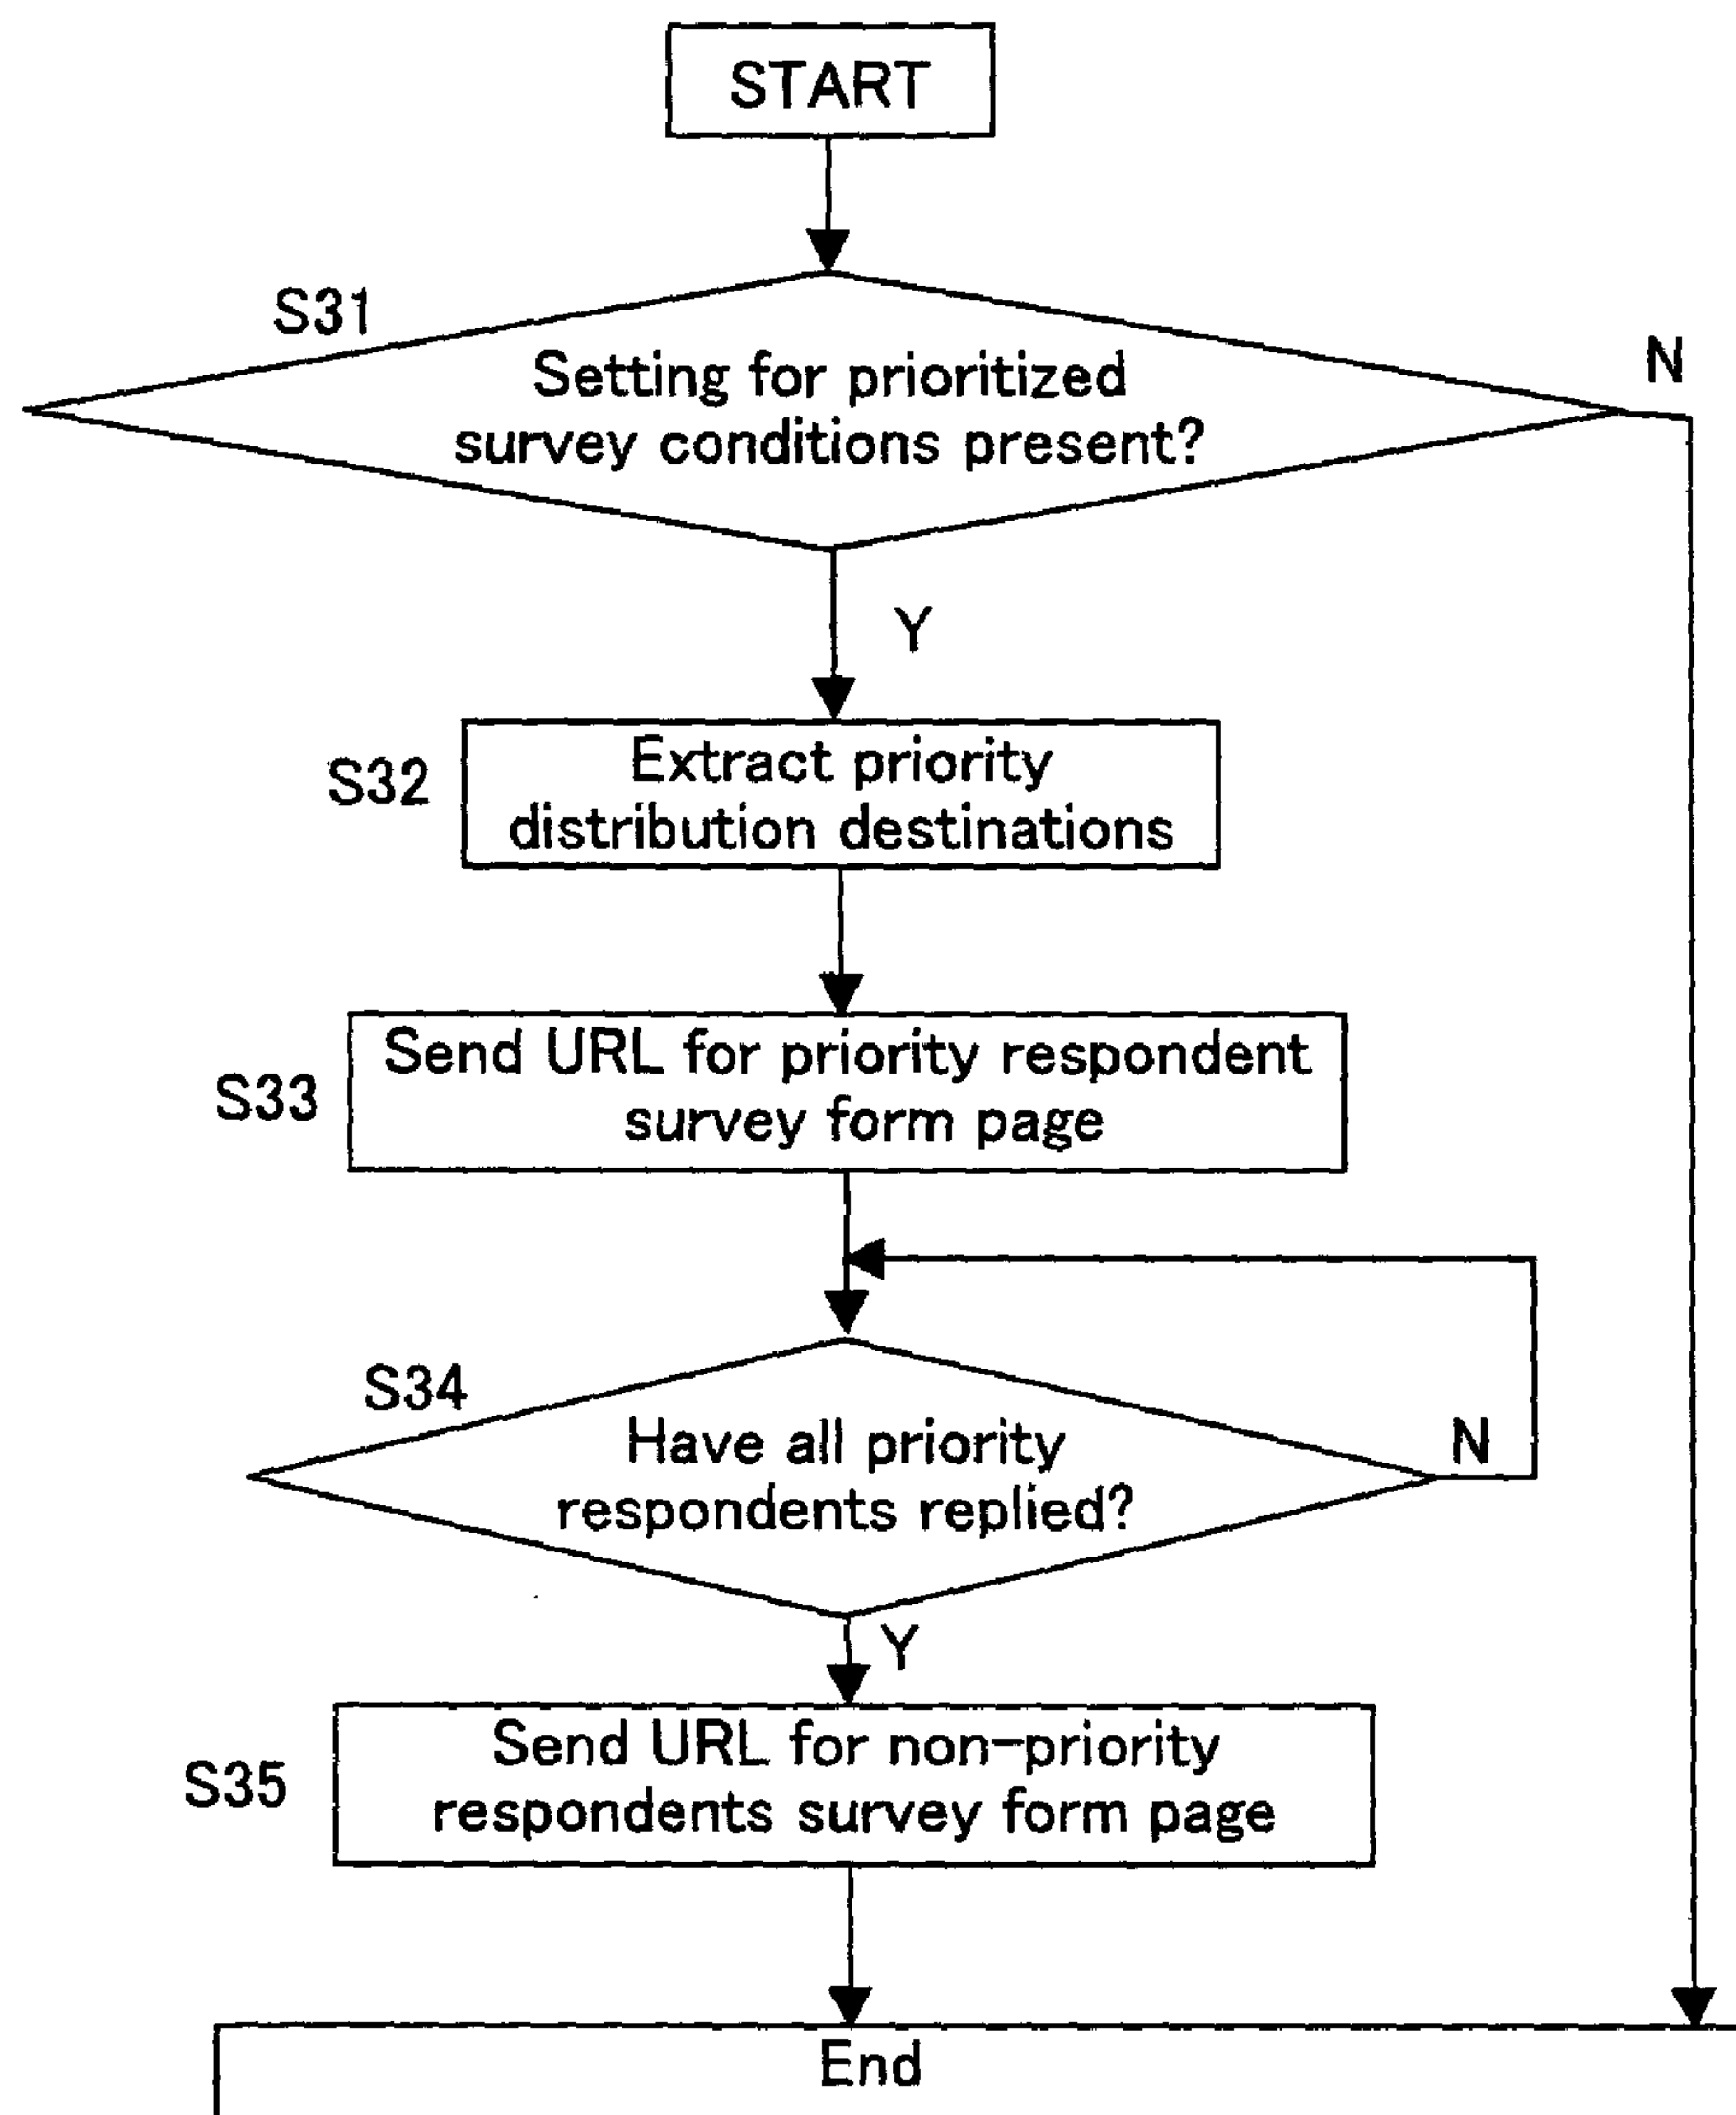 START
S31
N
Setting for prioritized
survey conditions present?
Y
S32
Extract priority
distribution destinations
S33
Send URL for priority respondent
survey form page
S34
Have all priority
respondents replied?
N
Y
S35
Send URL for non-priority
respondents survey form page
End